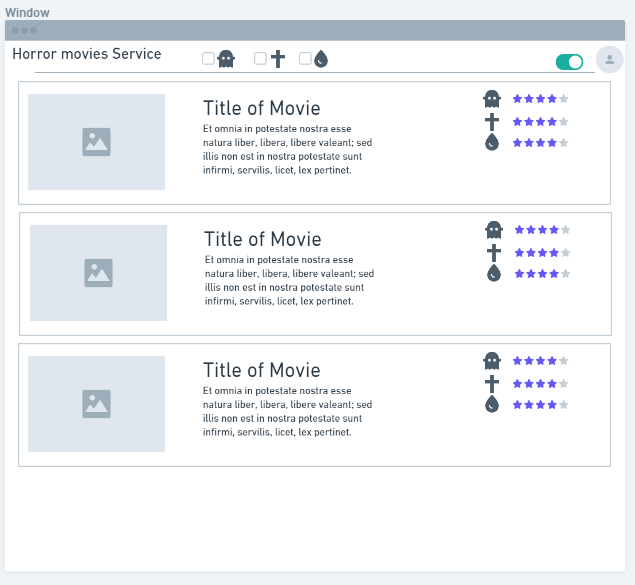 Window
Horror movies Service
Title of Movie
Et omnia in potestate nostra esse
natura liber, libera, libere valeant; sed
illis non est in nostra potestate sunt
infirmi, servilis, licet, lex pertinet.
Title of Movie
Et omnia in potestate nostra esse
natura liber, libera, libere valeant; sed
illis non est in nostra potestate sunt
infirmi, servilis, licet, lex pertinet.
Title of Movie
Et omnia in potestate nostra esse
natura liber, libera, libere valeant; sed
illis non est in nostra potestate sunt
infirmi, servilis, licet, lex pertinet.